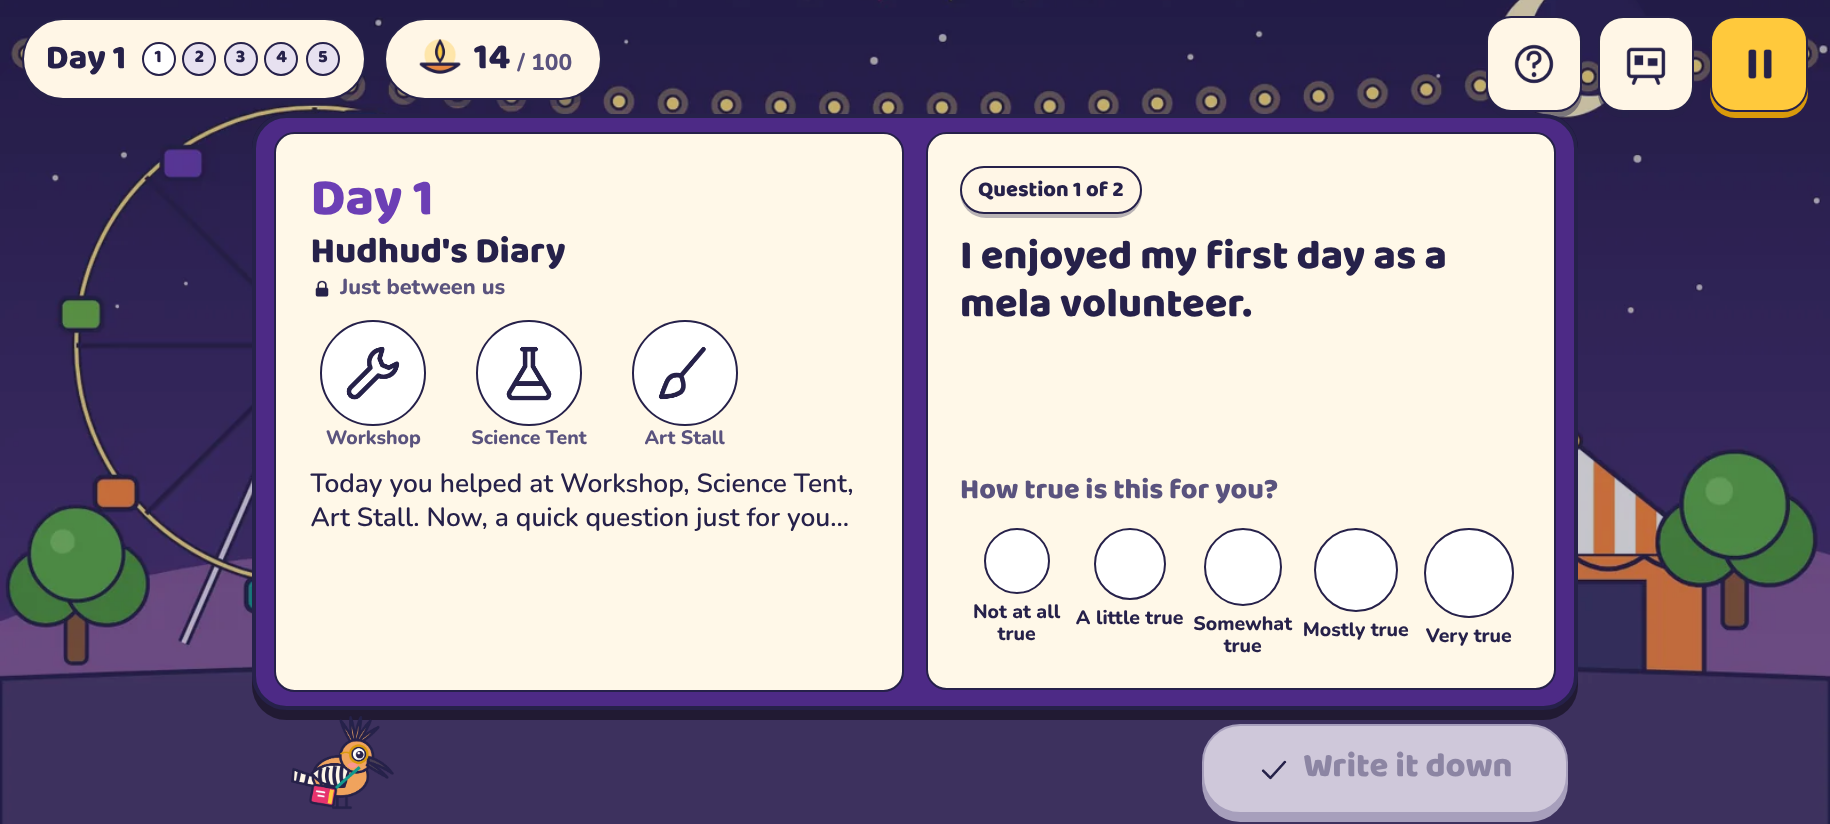 Day 1 1 2 3 4 5
14 / 100
Day 1
Hudhud's Diary
Just between us
Workshop Science Tent Art Stall
Today you helped at Workshop, Science Tent,
Art Stall. Now, a quick question just for you...
Question 1 of 2
I enjoyed my first day as a
mela volunteer.
How true is this for you?
Not at all
true
A little true
Somewhat
true
Mostly true
Very true
Write it down